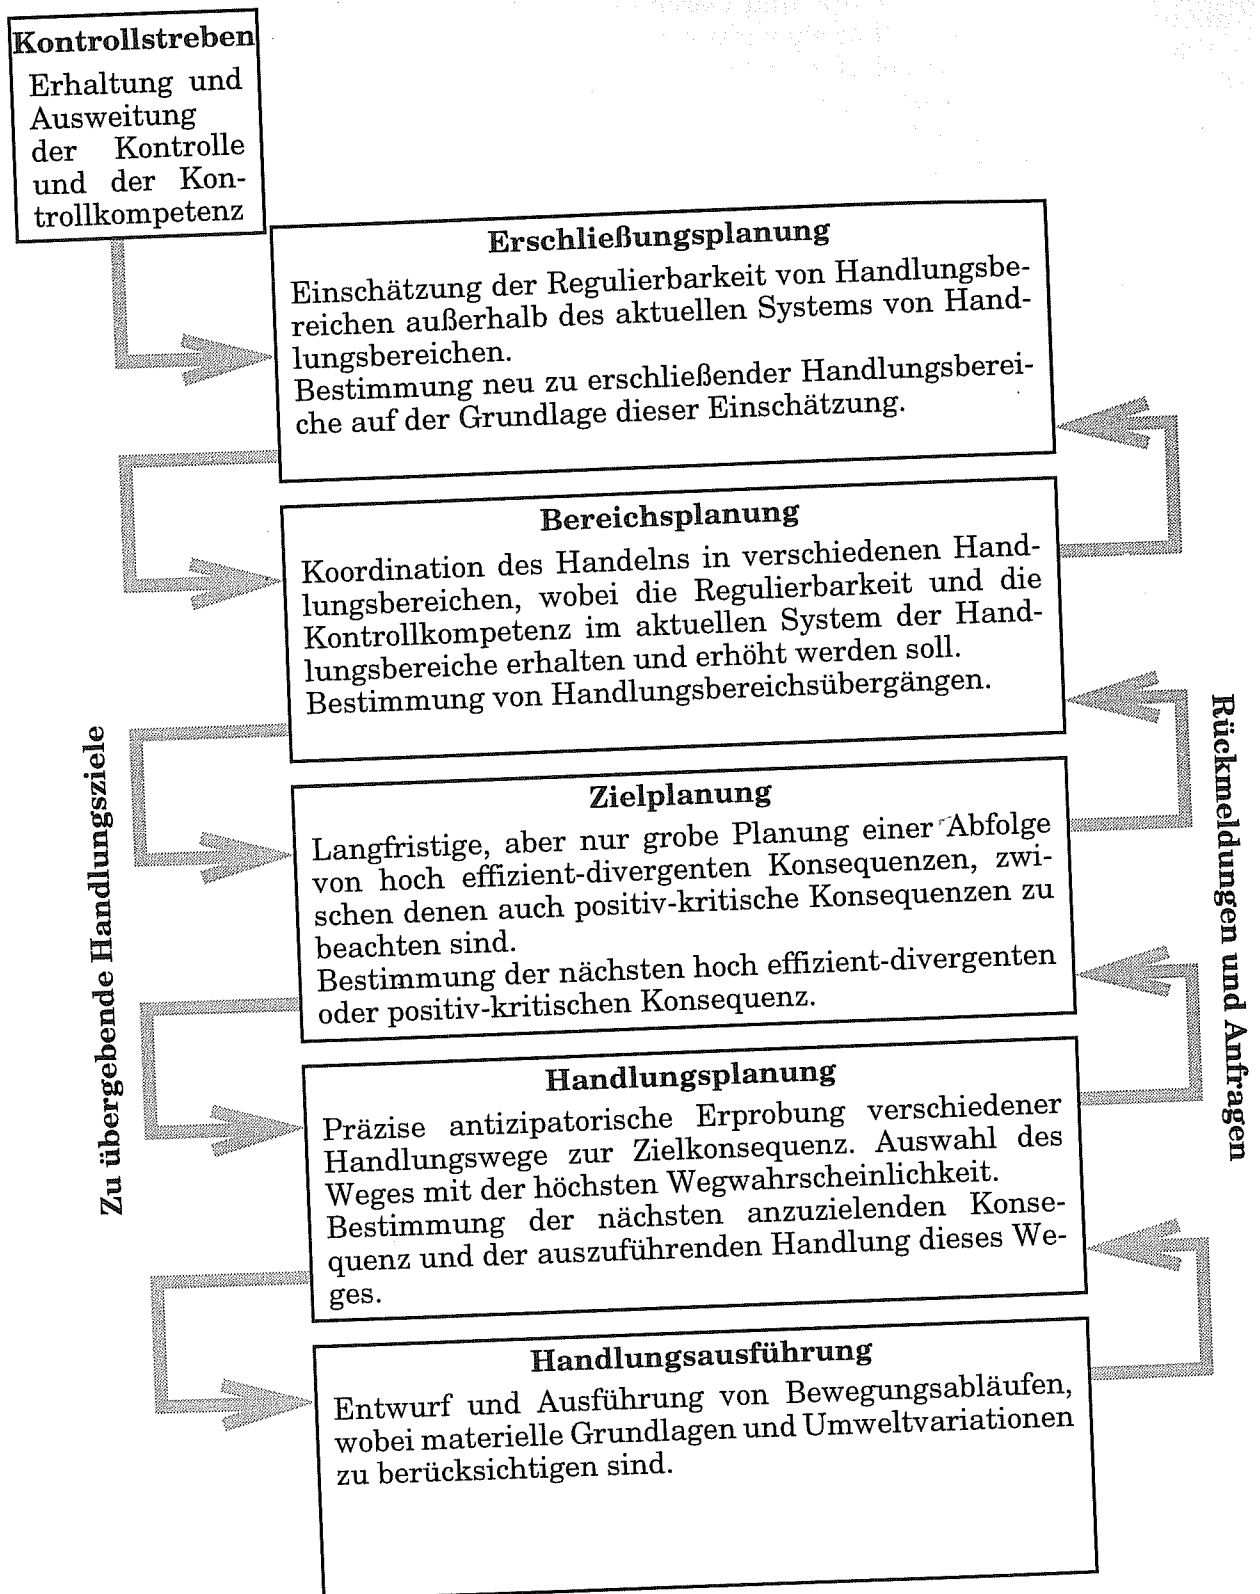 Kontrollstreben
Erhaltung und
Ausweitung
der Kontrolle
und der Kon-
trollkompetenz
Erschließungsplanung
Einschätzung der Regulierbarkeit von Handlungsbe-
reichen außerhalb des aktuellen Systems von Hand-
lungsbereichen.
Bestimmung neu zu erschließender Handlungsberei-
che auf der Grundlage dieser Einschätzung.
Bereichsplanung
Koordination des Handelns in verschiedenen Hand-
lungsbereichen, wobei die Regulierbarkeit und die
Kontrollkompetenz im aktuellen System der Hand-
lungsbereiche erhalten und erhöht werden soll.
Bestimmung von Handlungsbereichsübergängen.
Zielplanung
Langfristige, aber nur grobe Planung einer Abfolge
von hoch effizient-divergenten Konsequenzen, zwi-
schen denen auch positiv-kritische Konsequenzen zu
beachten sind.
Bestimmung der nächsten hoch effizient-divergenten
oder positiv-kritischen Konsequenz.
Handlungsplanung
Präzise antizipatorische Erprobung verschiedener
Handlungswege zur Zielkonsequenz. Auswahl des
Weges mit der höchsten Wegwahrscheinlichkeit.
Bestimmung der nächsten anzuzielenden Konse-
quenz und der auszuführenden Handlung dieses We-
ges.
Handlungsausführung
Entwurf und Ausführung von Bewegungsabläufen,
wobei materielle Grundlagen und Umweltvariationen
zu berücksichtigen sind.
Zu übergebende Handlungsziele
Rückmeldungen und Anfragen